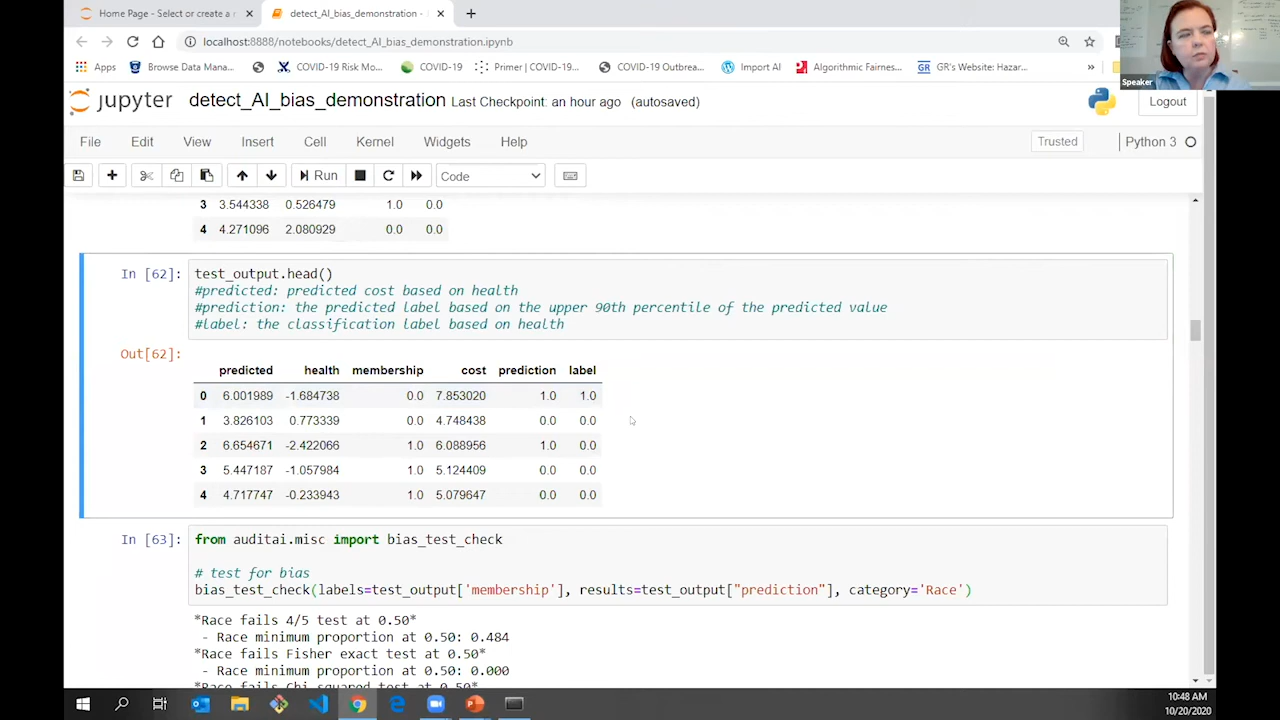 Home Page - Select or create a n
detect_AI_bias_demonstration -
localhost:8888/notebooks/detect_AI_bias_demonstration.ipynb
Apps
Browse Data Mana...
COVID-19 Risk Mo...
COVID-19
COVID-19 Outbrea...
Import AI
Algorithmic Fairnes...
GR
GR's Website: Hazar...
»
Speaker
jupyter
detect_AI_bias_demonstration
Last Checkpoint: an hour ago (autosaved)
Logout
File Edit View Insert Cell Kernel Widgets Help
Trusted
Python 3
Run
Code
3 3.544338 0.526479 1.0 0.0
4 4.271096 2.080929 0.0 0.0
In [62]: test_output.head()
#predicted: predicted cost based on health
#prediction: the predicted label based on the upper 90th percentile of the predicted value
#label: the classification label based on health
Out[62]:
predicted health membership cost prediction label
0 6.001989 -1.684738 0.0 7.853020 1.0 1.0
1 3.826103 0.773339 0.0 4.748438 0.0 0.0
2 6.654671 -2.422066 1.0 6.088956 1.0 0.0
3 5.447187 -1.057984 1.0 5.124409 0.0 0.0
4 4.717747 -0.233943 1.0 5.079647 0.0 0.0
In [63]: from auditai.misc import bias_test_check
# test for bias
bias_test_check(labels=test_output['membership'], results=test_output["prediction"], category='Race')
*Race fails 4/5 test at 0.50*
- Race minimum proportion at 0.50: 0.484
*Race fails Fisher exact test at 0.50*
- Race minimum proportion at 0.50: 0.000
10:48 AM
10/20/2020